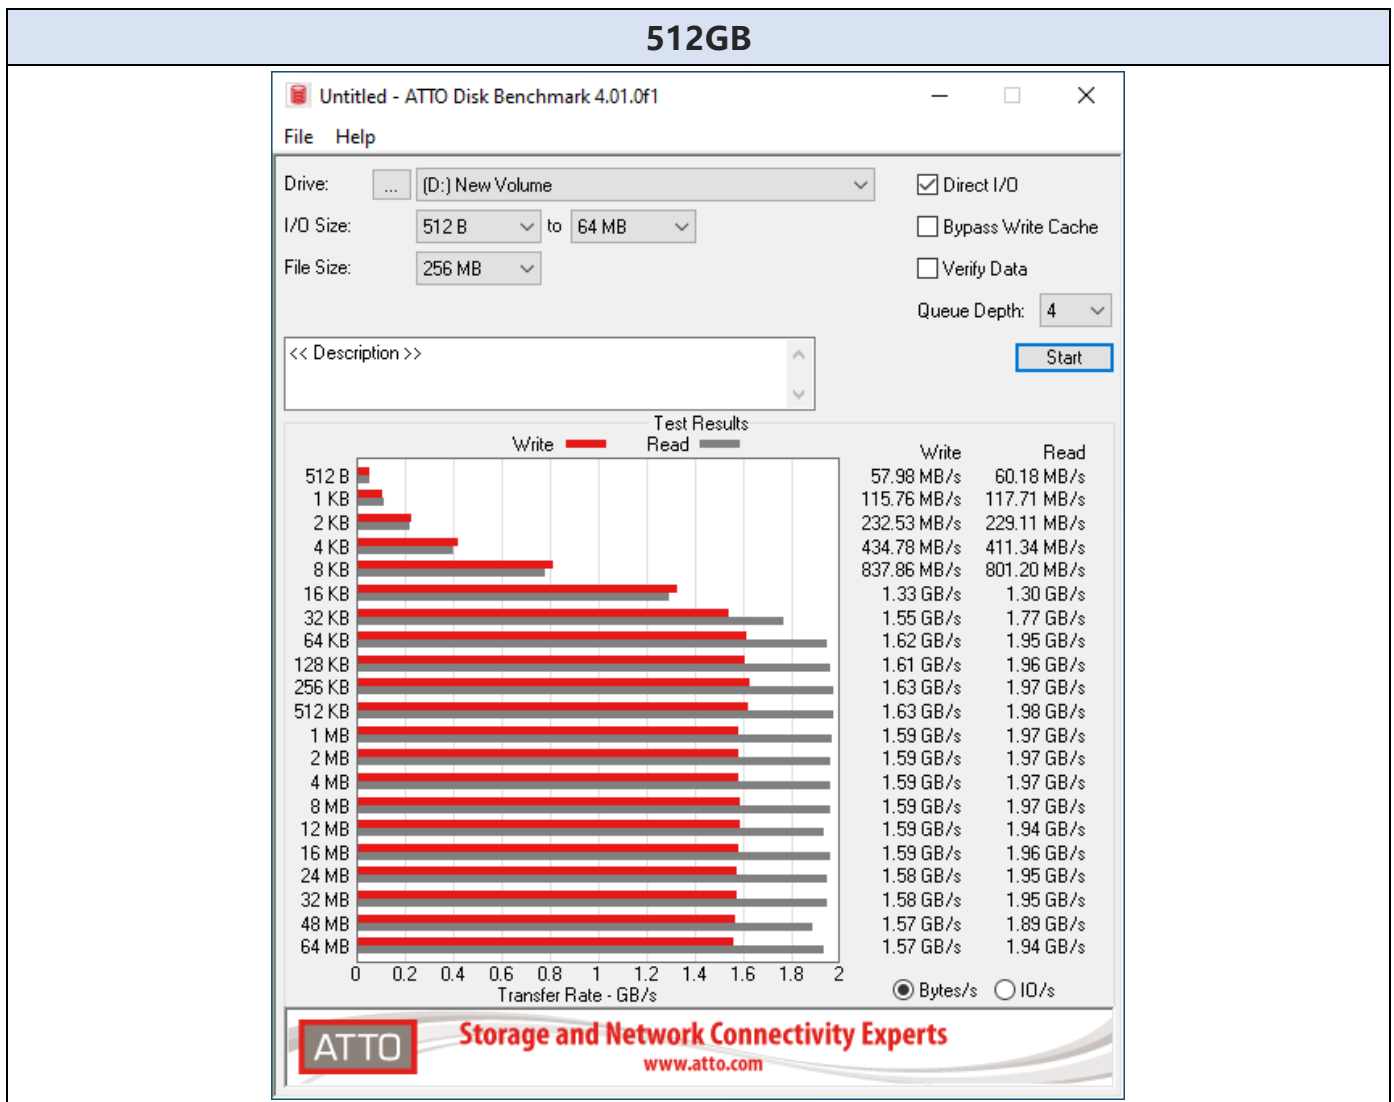 512GB
Untitled - ATTO Disk Benchmark 4.01.0f1
File Help
Drive: ... (D:) New Volume Direct I/O
I/O Size: 512 B to 64 MB Bypass Write Cache
File Size: 256 MB Verify Data
Queue Depth: 4
<< Description >> Start
Test Results
Write Read Write Read
512 B 57.98 MB/s 60.18 MB/s
1 KB 115.76 MB/s 117.71 MB/s
2 KB 232.53 MB/s 229.11 MB/s
4 KB 434.78 MB/s 411.34 MB/s
8 KB 837.86 MB/s 801.20 MB/s
16 KB 1.33 GB/s 1.30 GB/s
32 KB 1.55 GB/s 1.77 GB/s
64 KB 1.62 GB/s 1.95 GB/s
128 KB 1.61 GB/s 1.96 GB/s
256 KB 1.63 GB/s 1.97 GB/s
512 KB 1.63 GB/s 1.98 GB/s
1 MB 1.59 GB/s 1.97 GB/s
2 MB 1.59 GB/s 1.97 GB/s
4 MB 1.59 GB/s 1.97 GB/s
8 MB 1.59 GB/s 1.97 GB/s
12 MB 1.59 GB/s 1.94 GB/s
16 MB 1.59 GB/s 1.96 GB/s
24 MB 1.58 GB/s 1.95 GB/s
32 MB 1.58 GB/s 1.95 GB/s
48 MB 1.57 GB/s 1.89 GB/s
64 MB 1.57 GB/s 1.94 GB/s
0 0.2 0.4 0.6 0.8 1 1.2 1.4 1.6 1.8 2
Transfer Rate - GB/s Bytes/s IO/s
ATTO Storage and Network Connectivity Experts
www.atto.com